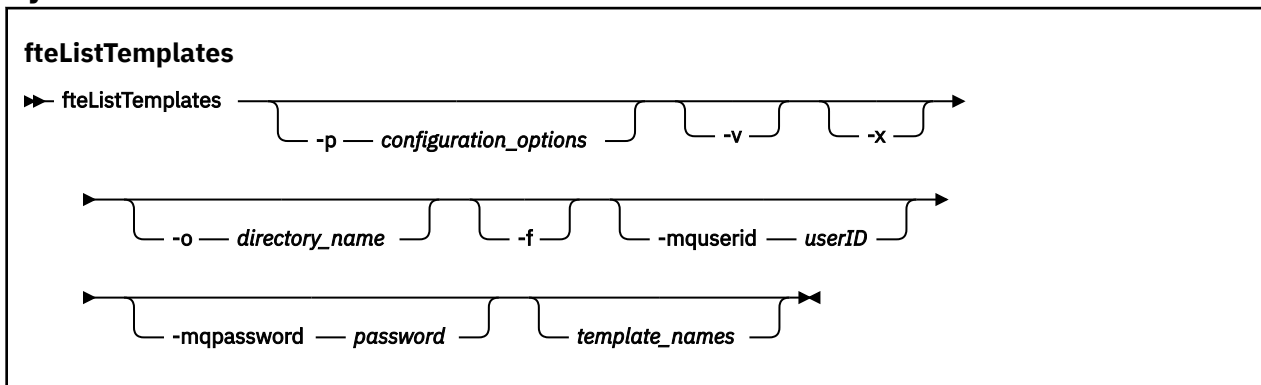 fteListTemplates
fteListTemplates -p configuration_options -v -x
-o directory_name -f -mquserid userID
-mqpassword password template_names